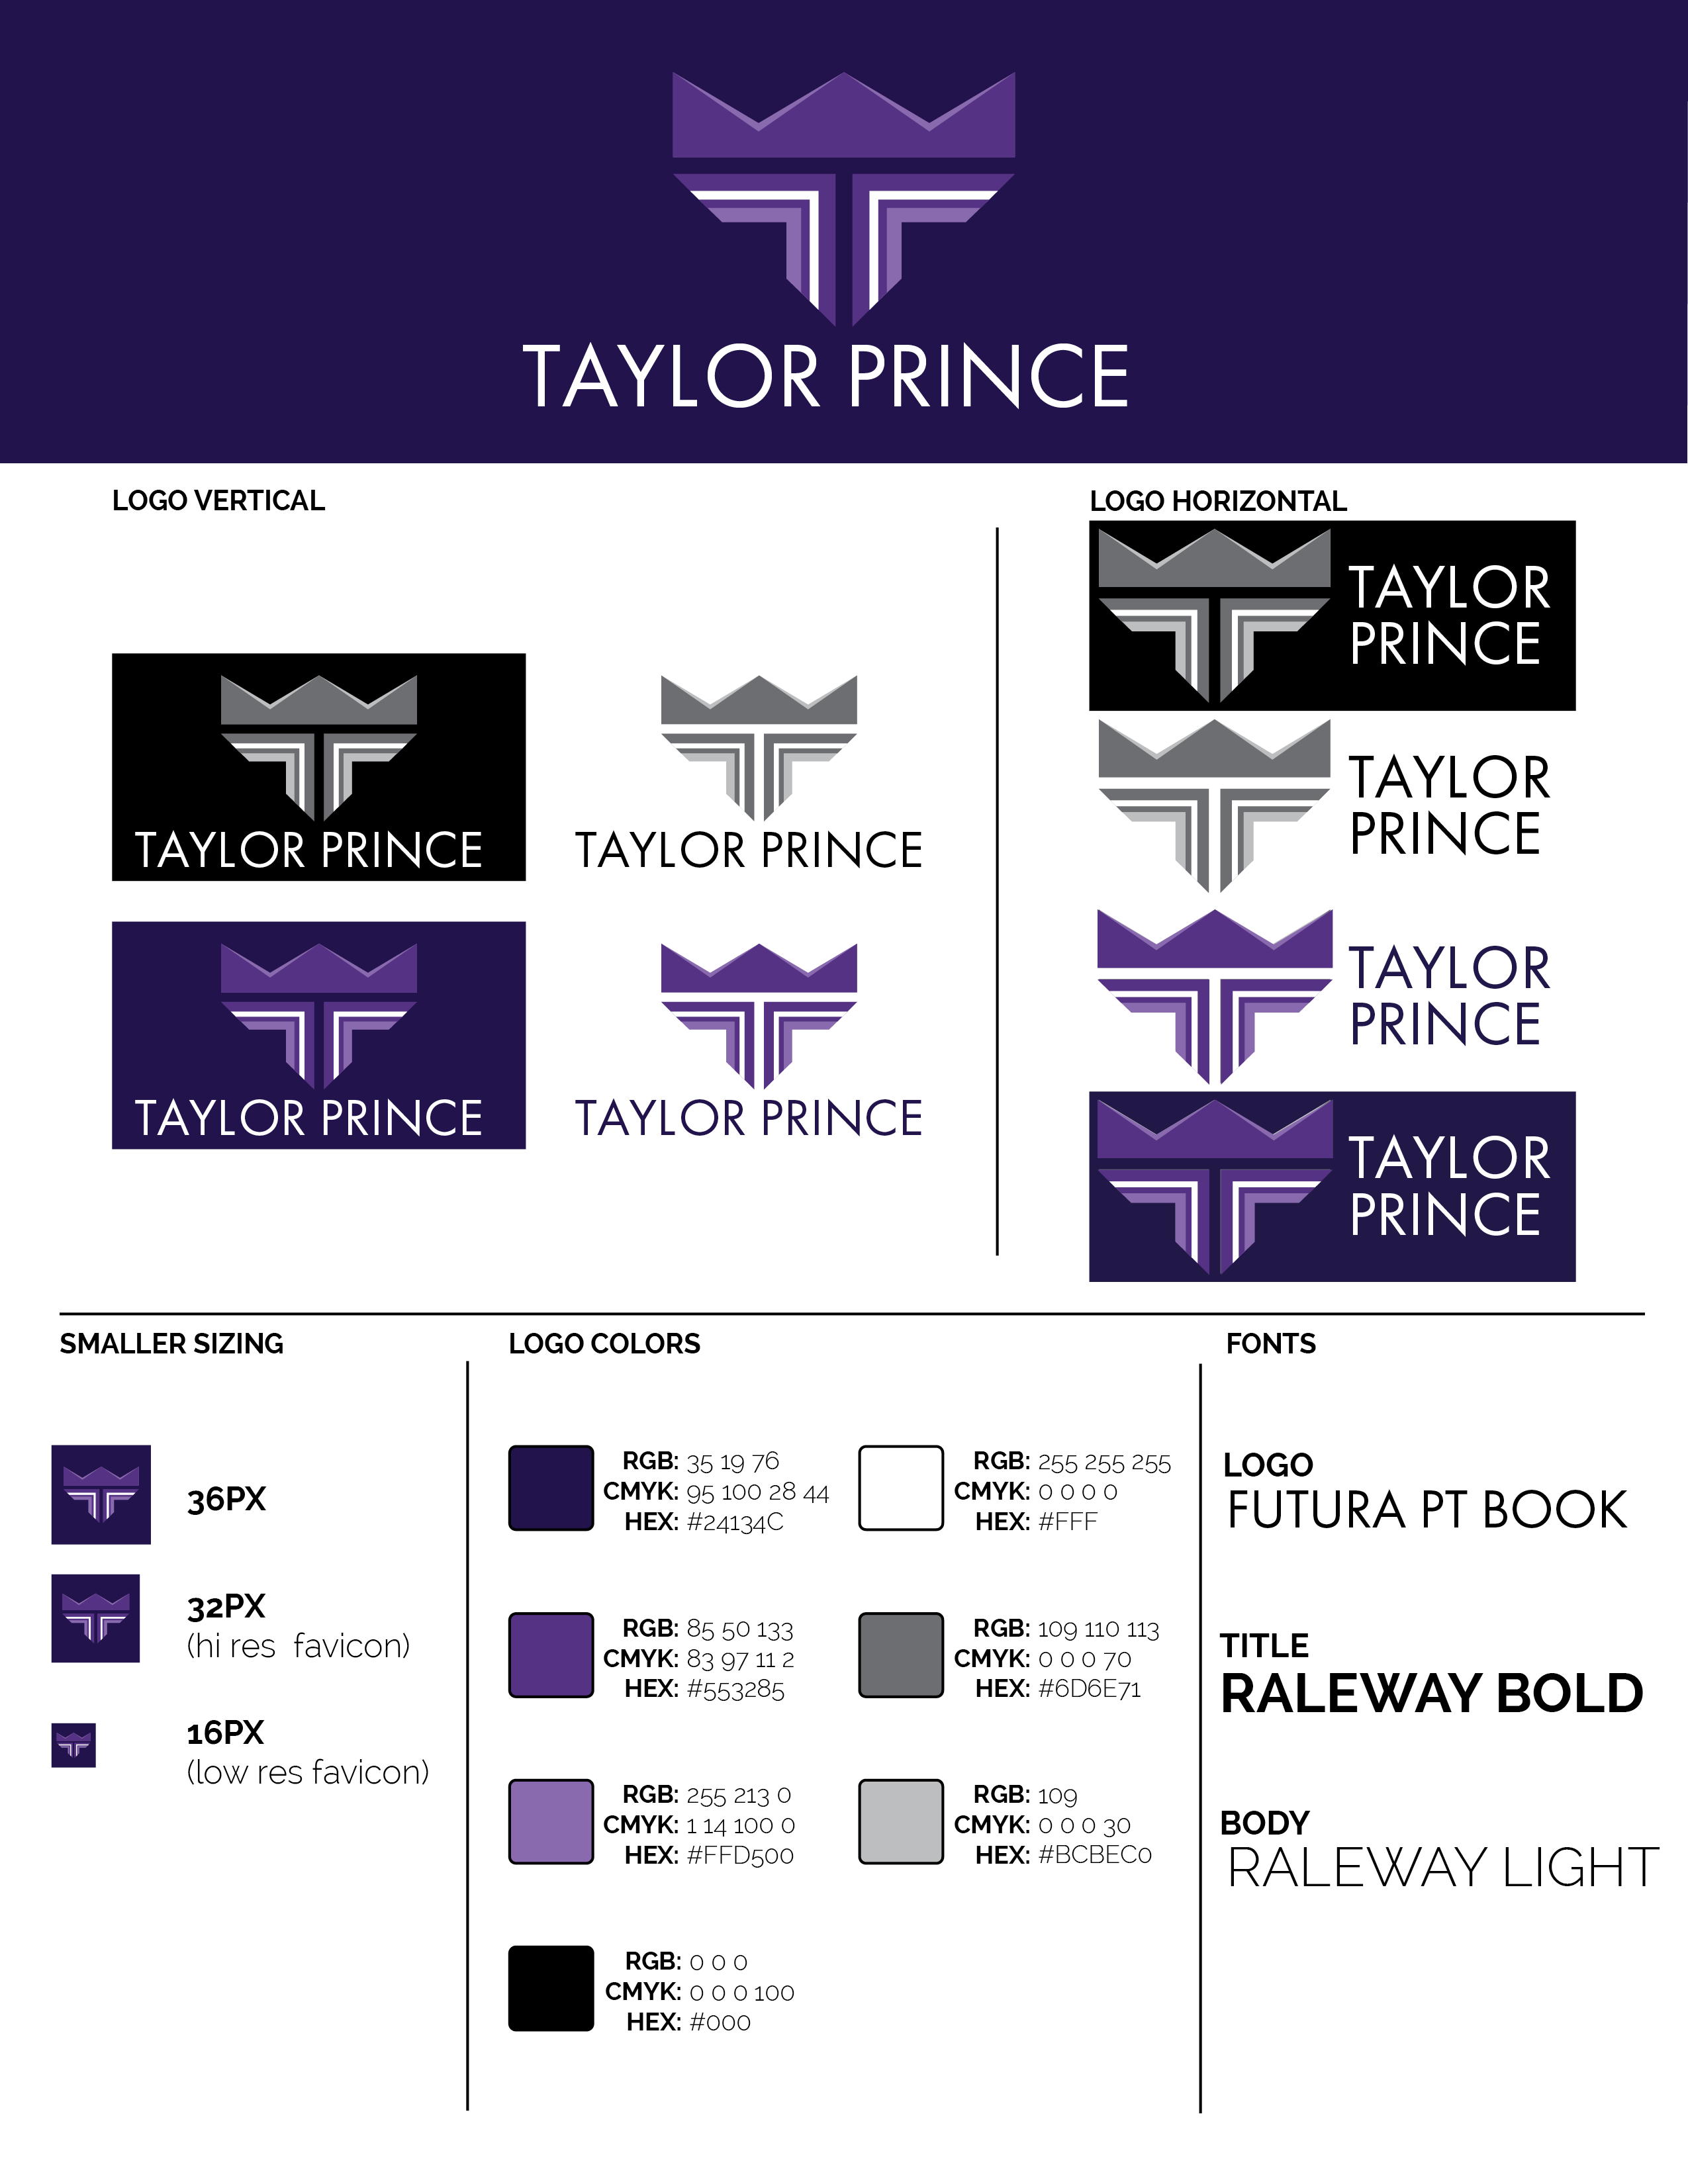 TAYLOR PRINCE
LOGO VERTICAL
TAYLOR PRINCE
TAYLOR PRINCE
TAYLOR PRINCE
TAYLOR PRINCE
LOGO HORIZONTAL
TAYLOR
PRINCE
TAYLOR
PRINCE
TAYLOR
PRINCE
TAYLOR
PRINCE
SMALLER SIZING
36PX
32PX
(hi res  favicon)
16PX
(low res favicon)
LOGO COLORS
RGB: 35 19 76
CMYK: 95 100 28 44
HEX: #24134C
RGB: 255 255 255
CMYK: 0 0 0 0
HEX: #FFF
RGB: 85 50 133
CMYK: 83 97 11 2
HEX: #553285
RGB: 109 110 113
CMYK: 0 0 0 70
HEX: #6D6E71
RGB: 255 213 0
CMYK: 1 14 100 0
HEX: #FFD500
RGB: 109
CMYK: 0 0 0 30
HEX: #BCBEC0
RGB: 0 0 0
CMYK: 0 0 0 100
HEX: #000
FONTS
LOGO
FUTURA PT BOOK
TITLE
RALEWAY BOLD
BODY
RALEWAY LIGHT